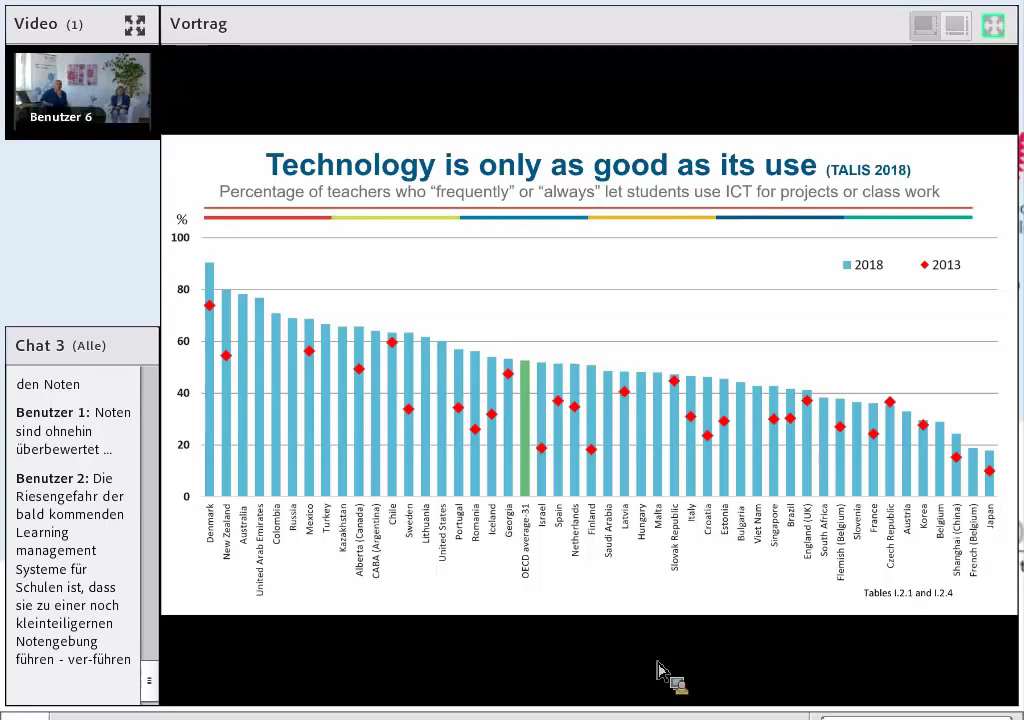 Video (1)
Vortrag
Benutzer 6
Chat 3 (Alle)
den Noten
Benutzer 1: Noten
sind ohnehin
überbewertet ...
Benutzer 2: Die
Riesengefahr der
bald kommenden
Learning
management
Systeme für
Schulen ist, dass
sie zu einer noch
kleinteiligernen
Notengebung
führen - ver-führen
Technology is only as good as its use (TALIS 2018)
Percentage of teachers who “frequently” or “always” let students use ICT for projects or class work
%
100
80
60
40
20
0
2018
2013
Denmark
New Zealand
Australia
United Arab Emirates
Colombia
Russia
Mexico
Turkey
Kazakhstan
Alberta (Canada)
CABA (Argentina)
Chile
Sweden
Lithuania
United States
Portugal
Romania
Iceland
Georgia
OECD average-31
Israel
Spain
Netherlands
Finland
Saudi Arabia
Latvia
Hungary
Malta
Slovak Republic
Italy
Croatia
Estonia
Bulgaria
Viet Nam
Singapore
Brazil
England (UK)
South Africa
Flemish (Belgium)
Slovenia
France
Czech Republic
Austria
Korea
Belgium
Shanghai (China)
French (Belgium)
Japan
Tables I.2.1 and I.2.4